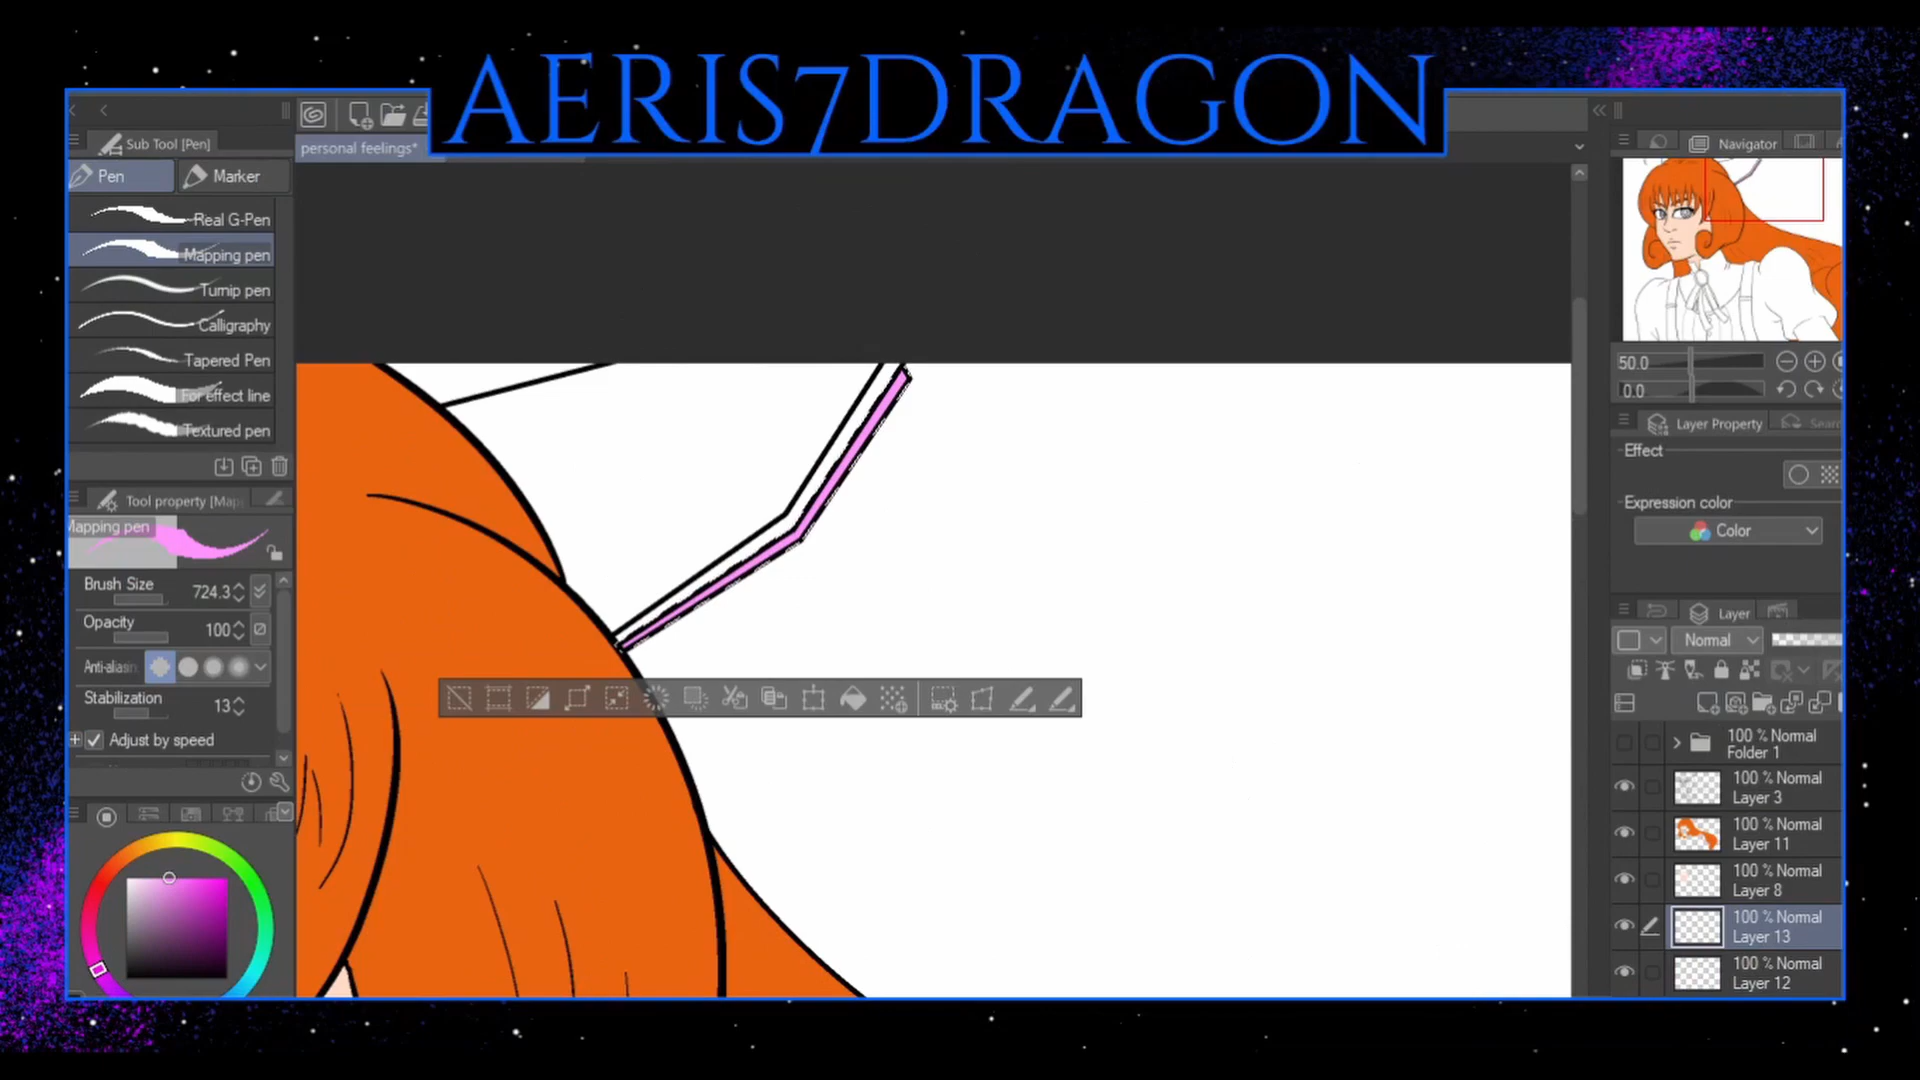 AERIS7DRAGON
Sub Tool [Pen]
Pen
Marker
Real G-Pen
Mapping pen
Turnip pen
Calligraphy
Tapered Pen
For effect line
Textured pen
Tool property [Map
Mapping pen
Brush Size
724.3
Opacity
100
Anti-aliasin
Stabilization
13
Adjust by speed
personal feelings*
Navigator
50.0
0.0
Layer Property
Sear
Effect
Expression color
Color
Layer
Normal
100 % Normal
Folder 1
100 % Normal
Layer 3
100 % Normal
Layer 11
100 % Normal
Layer 8
100 % Normal
Layer 13
100 % Normal
Layer 12